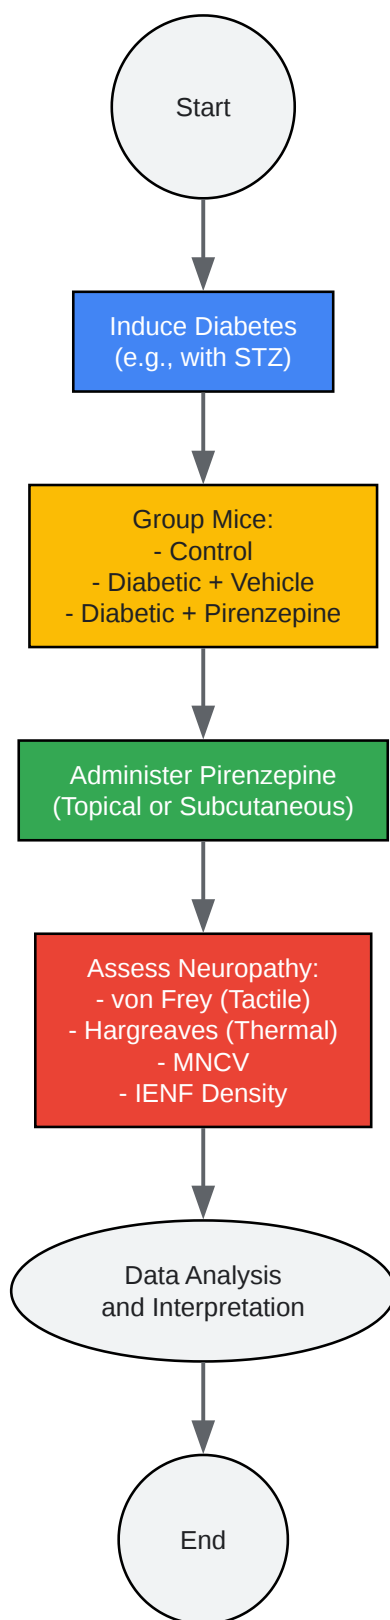 Start
Induce Diabetes
(e.g., with STZ)
Group Mice:
- Control
- Diabetic + Vehicle
- Diabetic + Pirenzepine
Administer Pirenzepine
(Topical or Subcutaneous)
Assess Neuropathy:
- von Frey (Tactile)
- Hargreaves (Thermal)
- MNCV
- IENF Density
Data Analysis
and Interpretation
End